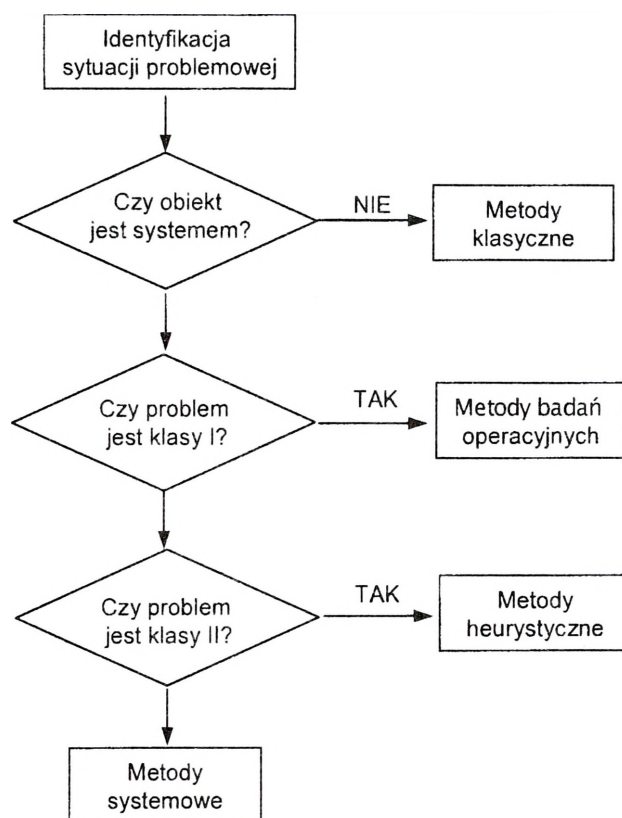 Identyfikacja
sytuacji problemowej
Czy obiekt
jest systemem?
NIE
Metody
klasyczne
Czy problem
jest klasy I?
TAK
Metody badań
operacyjnych
Czy problem
jest klasy II?
TAK
Metody
heurystyczne
Metody
systemowe